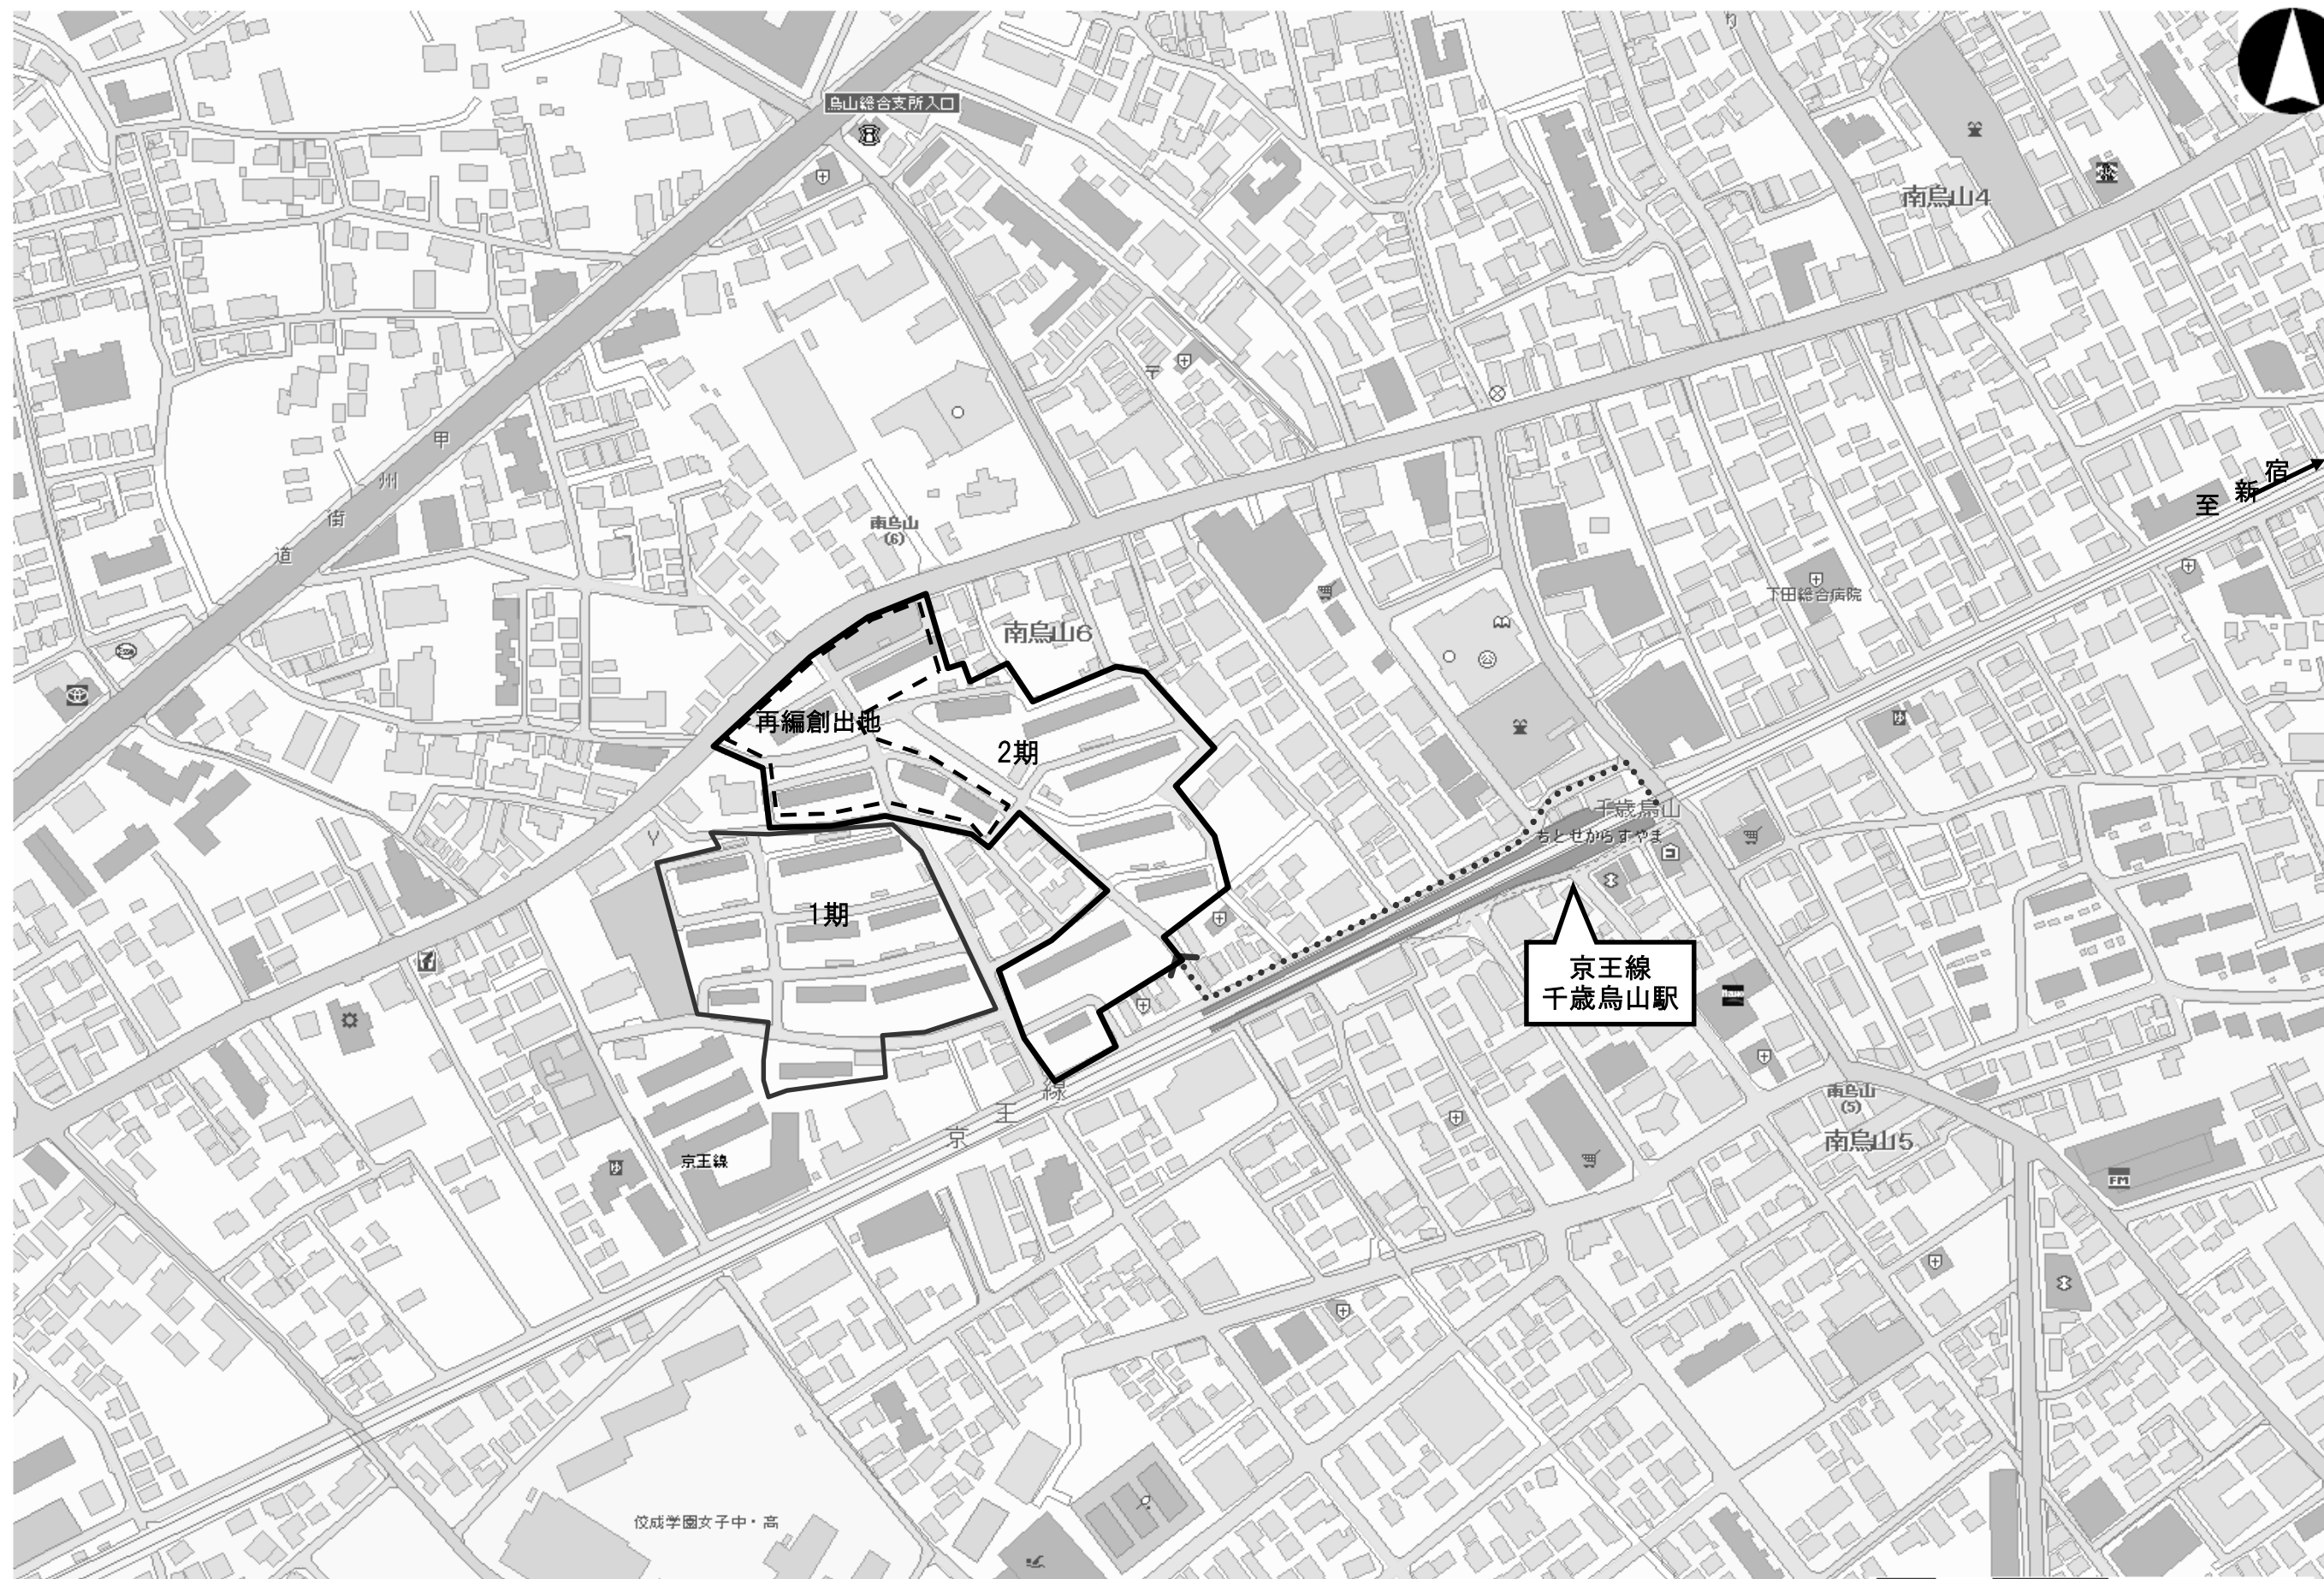 烏山総合支所入口
南烏山4
至 新 宿
甲
州
街
道
南烏山
(6)
下田総合病院
南烏山6
再編創出地
2期
千歳烏山
ちとせからすやま
1期
京王線
千歳烏山駅
京 王 線
南烏山
(5)
南烏山5
京王線
FM
佼成学園女子中・高